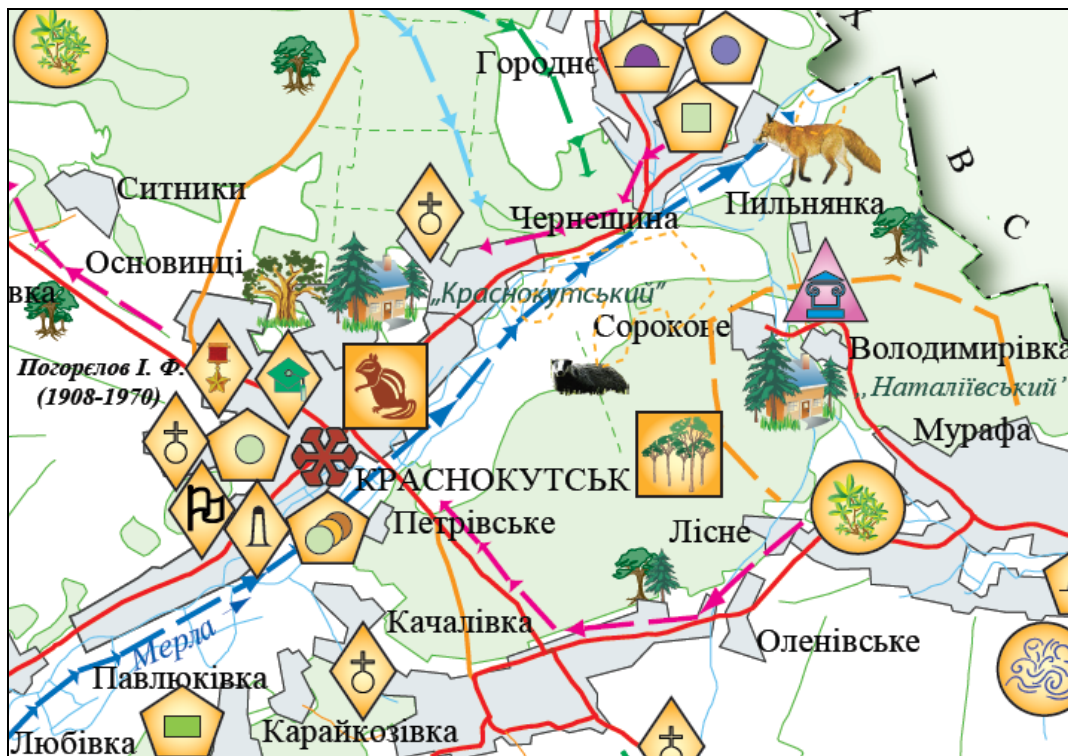 Х
І
В
С
Городнє
Ситники
Чернещина
Пильнянка
Основинці
вка
„Краснокутський”
Сорокове
Володимирівка
„Наталіївський”
Погорєлов І. Ф.
(1908-1970)
Мурафа
КРАСНОКУТСЬК
Петрівське
Лісне
Качалівка
Оленівське
Мерла
Павлюківка
Карайкозівка
Любівка